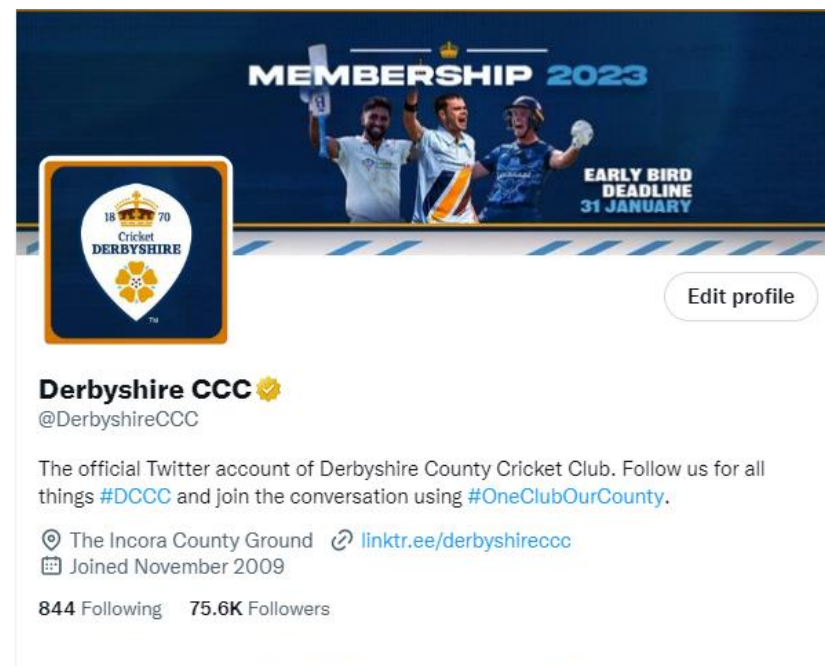 MEMBERSHIP 2023
EARLY BIRD
DEADLINE
31 JANUARY
18 70
Cricket
DERBYSHIRE
TM
Edit profile
Derbyshire CCC
@DerbyshireCCC
The official Twitter account of Derbyshire County Cricket Club. Follow us for all
things #DCCC and join the conversation using #OneClubOurCounty.
The Incora County Ground linktr.ee/derbyshireccc
Joined November 2009
844 Following 75.6K Followers